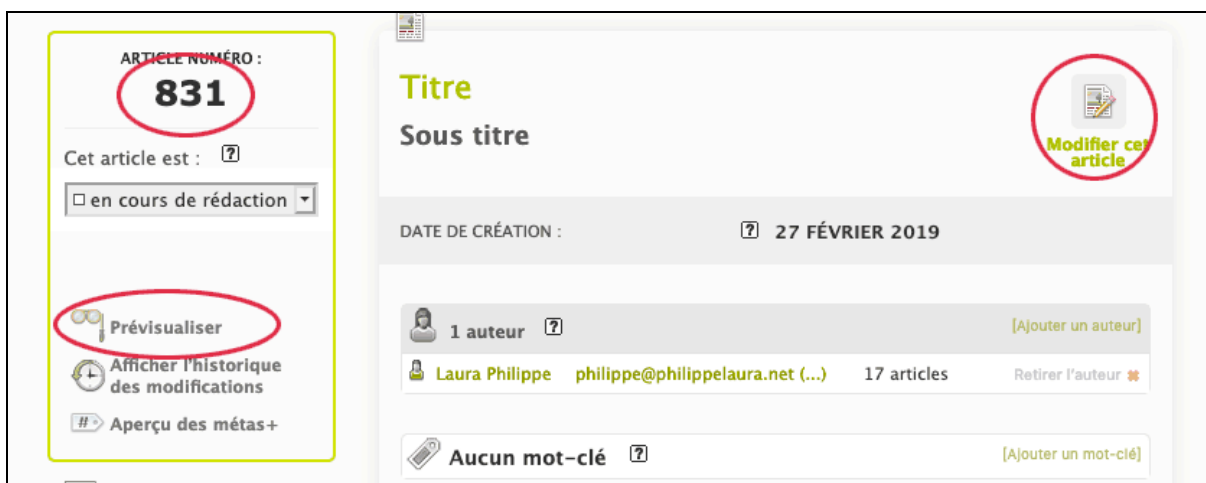 ARTICLE NUMÉRO :
831
Cet article est : ?
en cours de rédaction
Prévisualiser
Afficher l'historique
des modifications
# Aperçu des métas+
Titre
Sous titre
Modifier cet
article
DATE DE CRÉATION : ? 27 FÉVRIER 2019
1 auteur ? [Ajouter un auteur]
Laura Philippe philippe@philippelaura.net (...) 17 articles Retirer l'auteur
Aucun mot-clé ? [Ajouter un mot-clé]